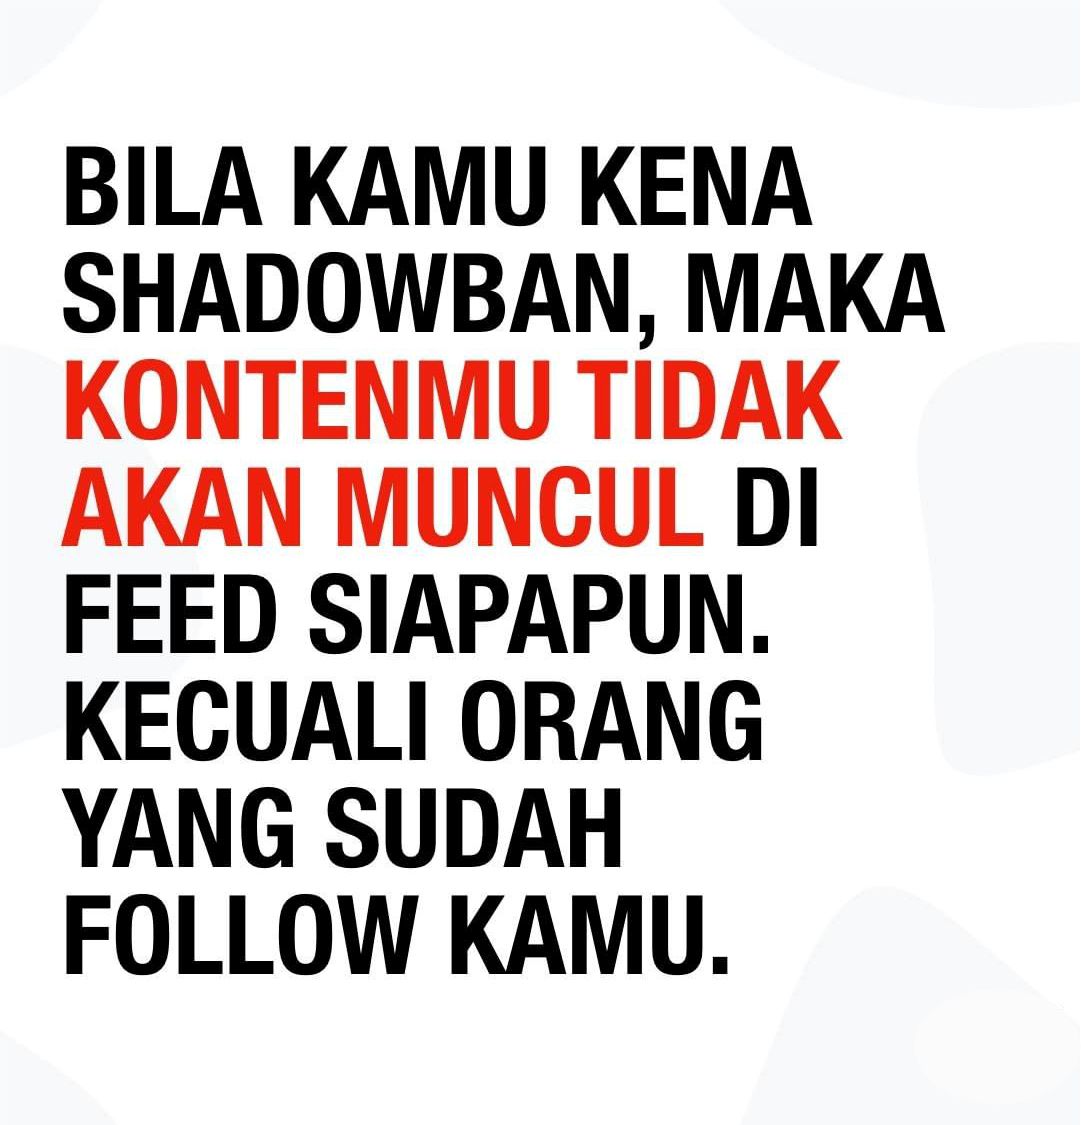 BILA KAMU KENA
SHADOWBAN, MAKA
KONTENMU TIDAK
AKAN MUNCUL DI
FEED SIAPAPUN.
KECUALI ORANG
YANG SUDAH
FOLLOW KAMU.